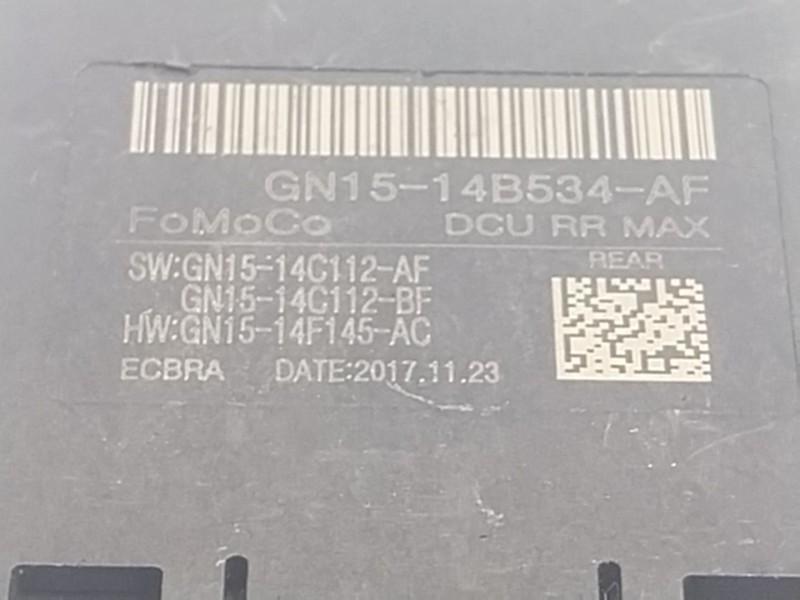 GN15-14B534-AF
FoMoCo DCU RR MAX
REAR
SW:GN15-14C112-AF
GN15-14C112-BF
HW:GN15-14F145-AC
ECBRA DATE:2017.11.23